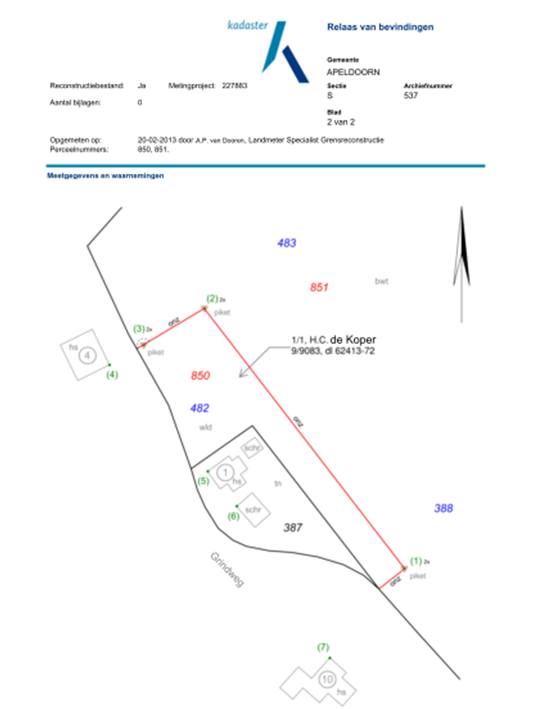 kadaster
Relaas van bevindingen
Gemeente
APELDOORN
Reconstructiebestand: Ja Metingproject: 227883
Sectie Archiefnummer
S 537
Aantal bijlagen: 0
Blad
2 van 2
Opgemeten op: 20-02-2013 door A.P. van Dooren, Landmeter Specialist Grensreconstructie
Perceelnummers: 850, 851.
Meetgegevens en waarnemingen
483
851
bwt
(2) 2x
piket
onz
(3) 2x
piket
hs
4
(4)
1/1, H.C. de Koper
9/9083, dl 62413-72
850
482
wld
onz
schr
1
hs
(5)
tn
(6)
schr
387
388
Grindweg
(1) 2x
piket
onz
(7)
10
hs